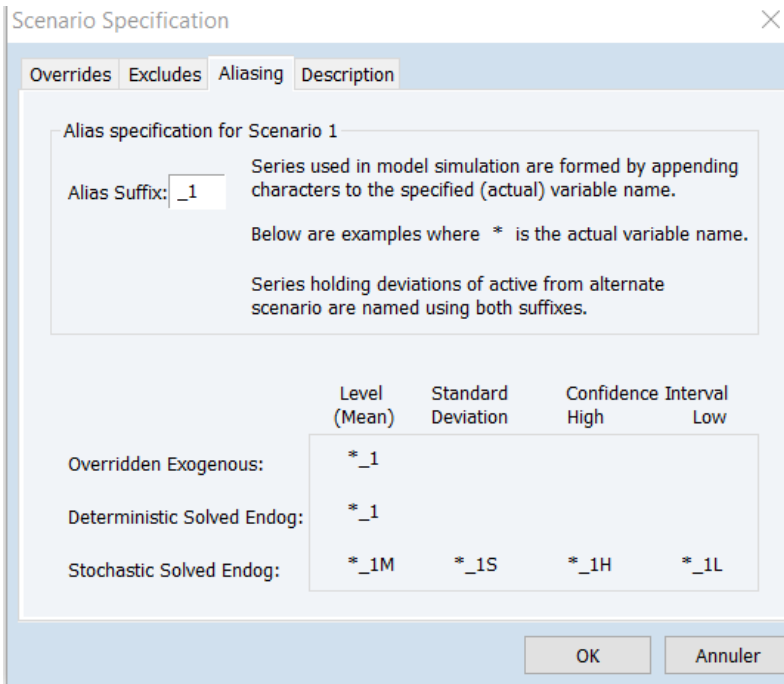 Scenario Specification
Overrides Excludes Aliasing Description
Alias specification for Scenario 1
Alias Suffix: _1
Series used in model simulation are formed by appending
characters to the specified (actual) variable name.
Below are examples where * is the actual variable name.
Series holding deviations of active from alternate
scenario are named using both suffixes.
Level Standard Confidence Interval
(Mean) Deviation High Low
Overridden Exogenous: *_1
Deterministic Solved Endog: *_1
Stochastic Solved Endog: *_1M *_1S *_1H *_1L
OK Annuler